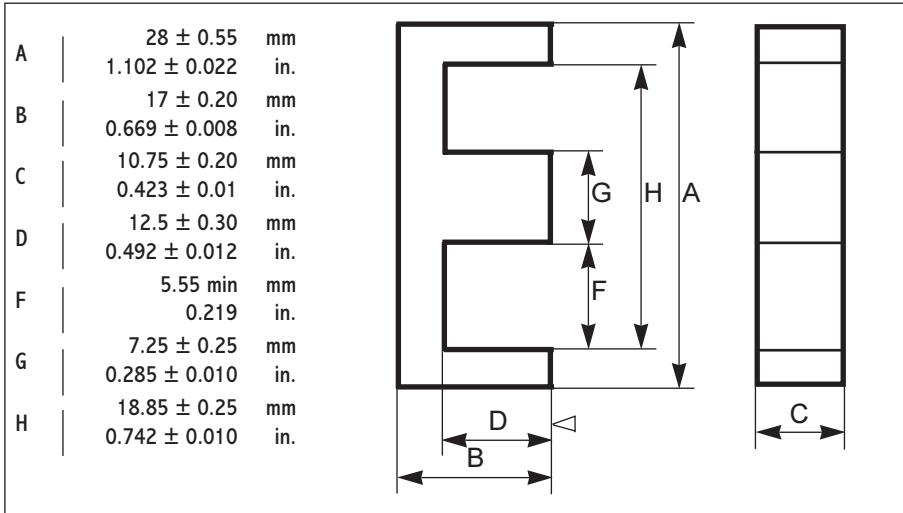 A | 28 ± 0.55 mm
1.102 ± 0.022 in.
B | 17 ± 0.20 mm
0.669 ± 0.008 in.
C | 10.75 ± 0.20 mm
0.423 ± 0.01 in.
D | 12.5 ± 0.30 mm
0.492 ± 0.012 in.
F | 5.55 min mm
0.219 in.
G | 7.25 ± 0.25 mm
0.285 ± 0.010 in.
H | 18.85 ± 0.25 mm
0.742 ± 0.010 in.
G H A
F
D
B
C